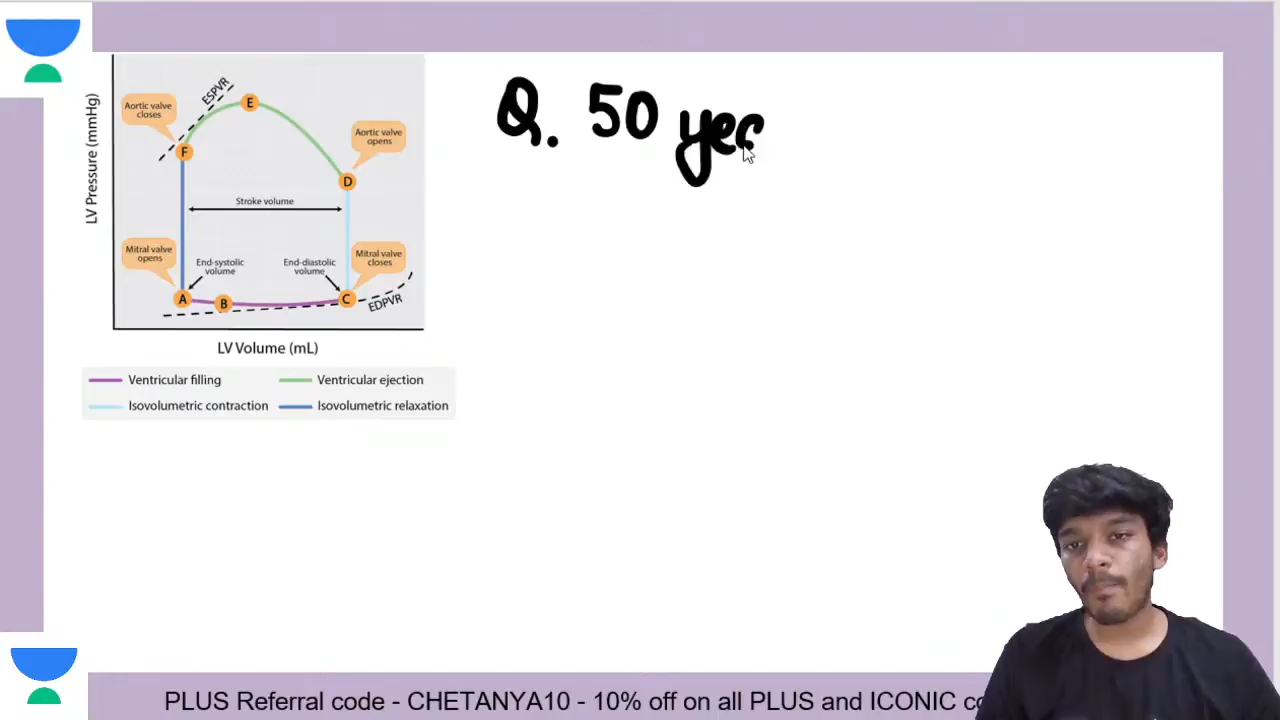 Q. 50 yea
LV Pressure (mmHg)
Aortic valve
closes
ESPVR
E
Aortic valve
opens
F
D
Stroke volume
Mitral valve
opens
End-systolic
volume
End-diastolic
volume
Mitral valve
closes
A
B
C
EDPVR
LV Volume (mL)
Ventricular filling
Ventricular ejection
Isovolumetric contraction
Isovolumetric relaxation
PLUS Referral code - CHETANYA10 - 10% off on all PLUS and ICONIC